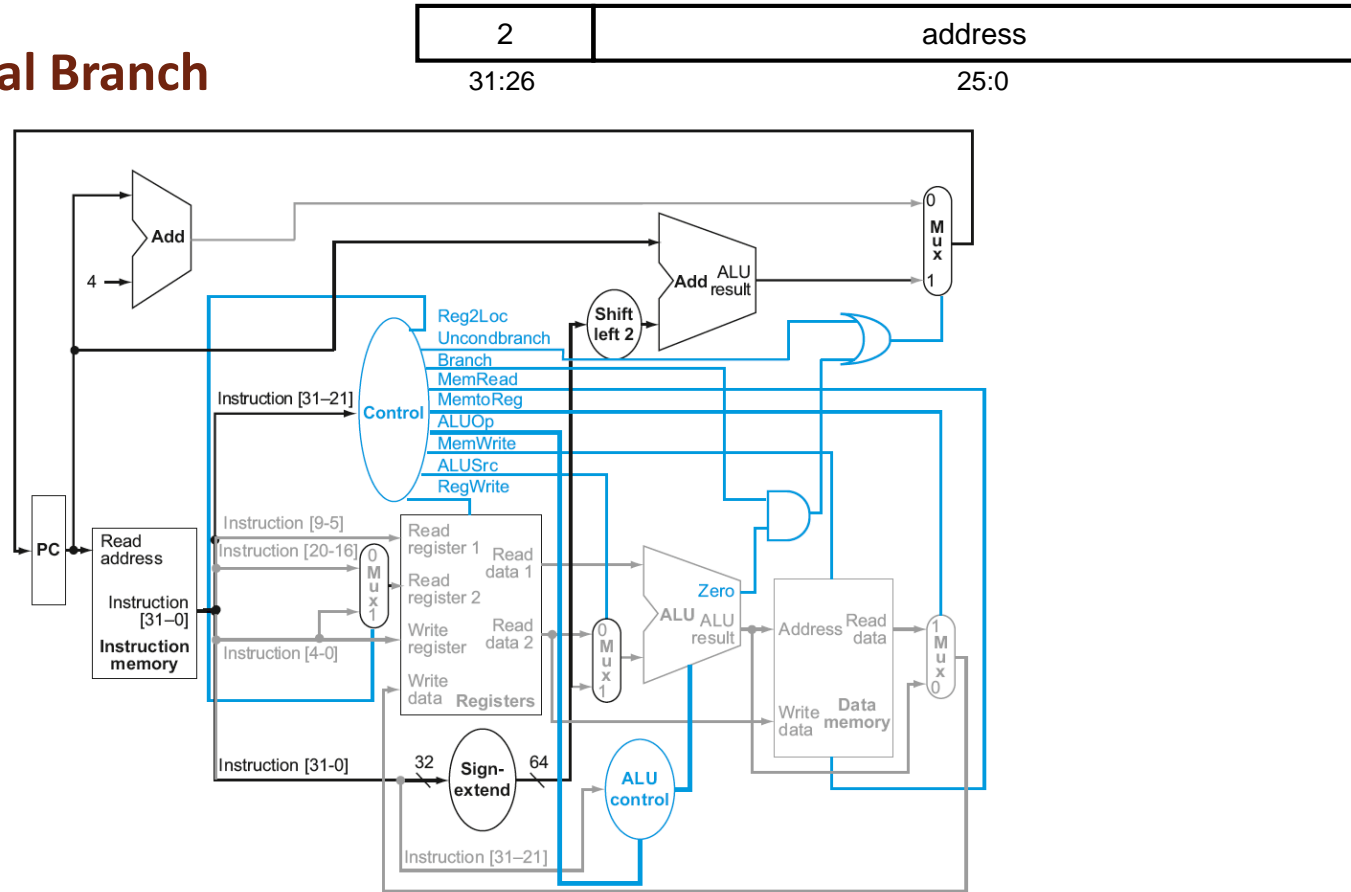 2
address
al Branch
31:26
25:0
0
M
u
x
1
Add
4
Add
ALU
result
Shift
left 2
Reg2Loc
Uncondbranch
Branch
MemRead
MemtoReg
ALUOp
MemWrite
ALUSrc
RegWrite
Instruction [31–21]
Control
PC
Read
address
Instruction
[31–0]
Instruction
memory
Instruction [9-5]
Instruction [20-16]
Instruction [4-0]
0
M
u
x
1
Read
register 1
Read
register 2
Write
register
Write
data
Read
data 1
Read
data 2
Registers
0
M
u
x
1
Zero
ALU
ALU
result
Address
Read
data
Write
data
Data
memory
1
M
u
x
0
Instruction [31-0]
32
Sign-
extend
64
ALU
control
Instruction [31–21]